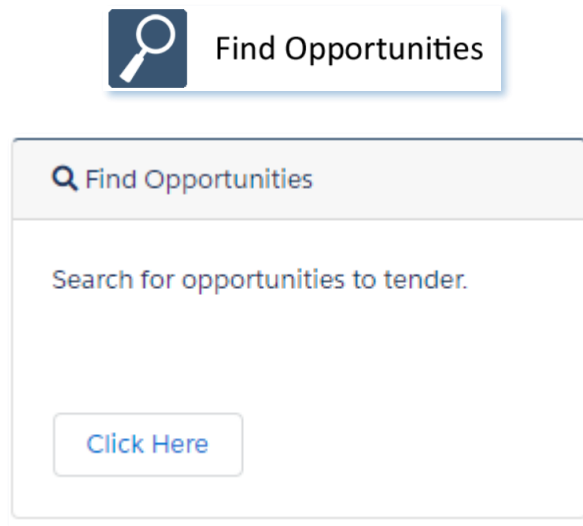 Find Opportunities
Find Opportunities
Search for opportunities to tender.
Click Here